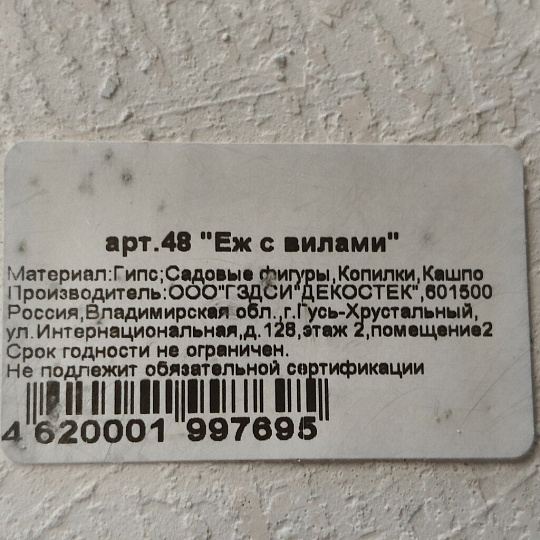 арт.48 "Еж с вилами"
Материал:Гипс;Садовые фигуры,Копилки,Кашпо
Производитель:ООО"ГЗДСИ"ДЕКОСТЕК",601500
Россия,Владимирская обл.,г.Гусь-Хрустальный,
ул.Интернациональная,д.126,этаж 2,помещение2
Срок годности не ограничен.
Не подлежит обязательной сертификации
4 620001 997695